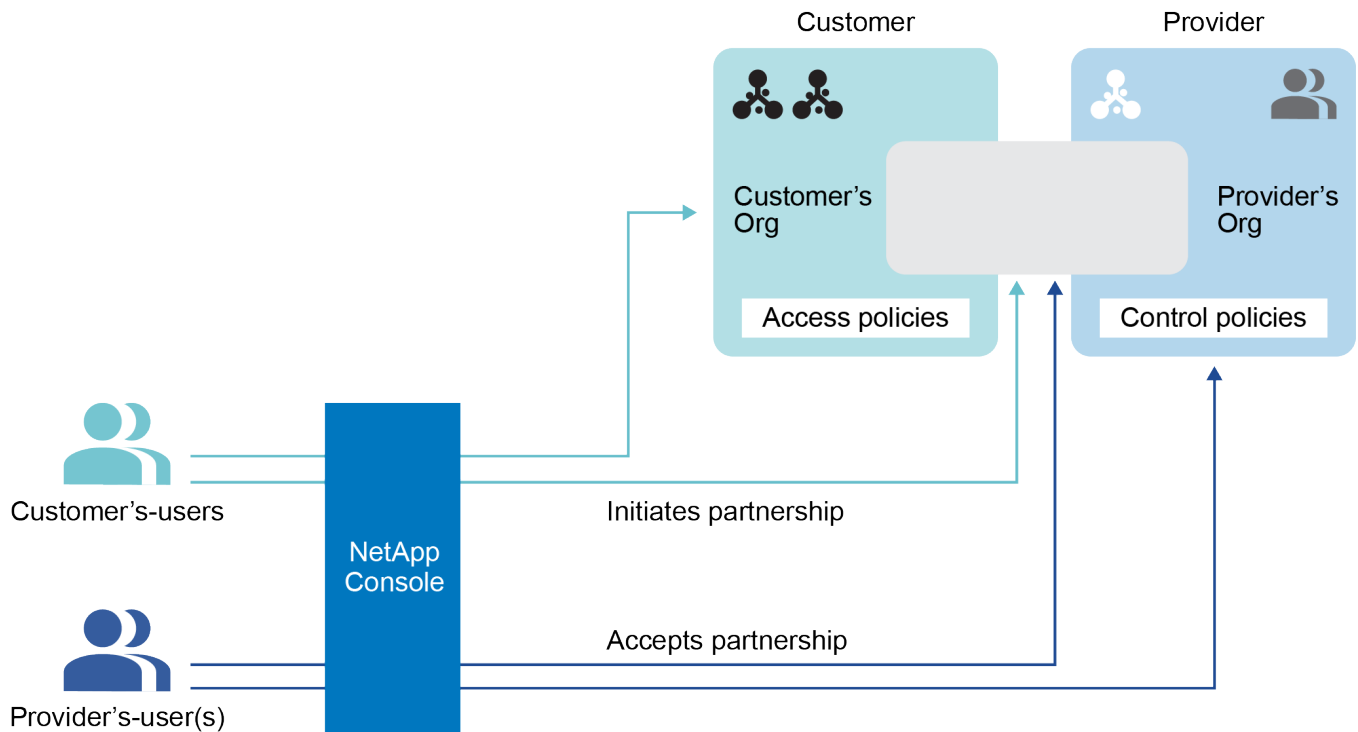 Customer
Provider
Customer’s
Org
Provider’s
Org
Access policies
Control policies
Customer’s-users
Initiates partnership
NetApp
Console
Accepts partnership
Provider’s-user(s)